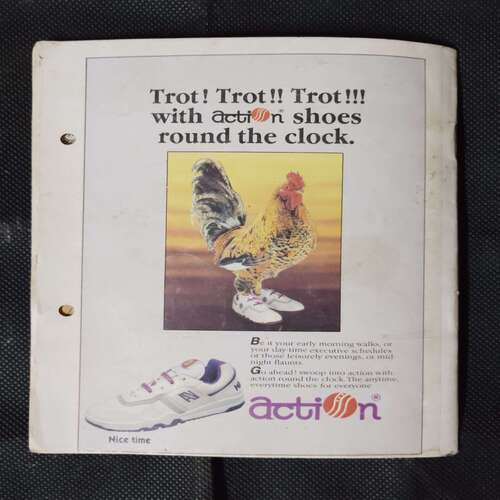 Trot! Trot!! Trot!!!
with action® shoes
round the clock.
Be it your early morning walks, or
your day time executive schedules
or those leisurely evenings, or mid
night flaunts.
Go ahead! swoop into action with
action round the clock. The anytime,
everytime shoes for everyone
action®
N
N
Nice time